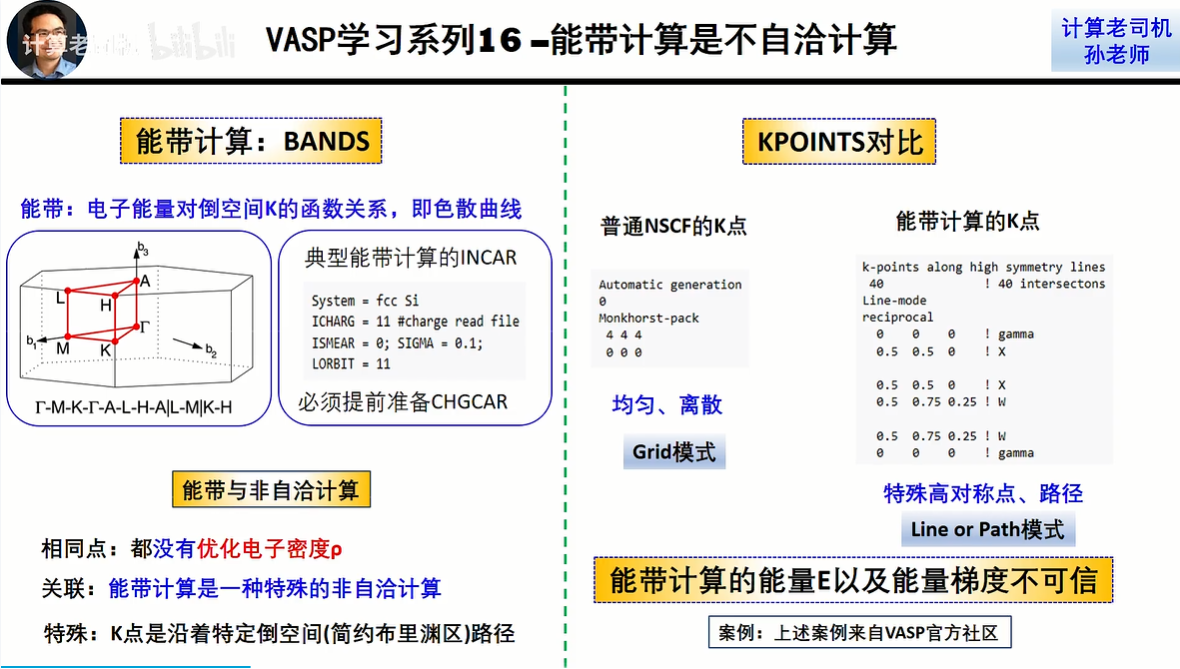 计算老司机
bilibili
VASP学习系列16 –能带计算是不自洽计算
计算老司机
孙老师
能带计算：BANDS
能带：电子能量对倒空间K的函数关系，即色散曲线
b3
A
L
H
Γ
b1
M
K
b2
Γ-M-K-Γ-A-L-H-A|L-M|K-H
典型能带计算的INCAR
System = fcc Si
ICHARG = 11 #charge read file
ISMEAR = 0; SIGMA = 0.1;
LORBIT = 11
必须提前准备CHGCAR
能带与非自洽计算
相同点：都没有优化电子密度ρ
关联：能带计算是一种特殊的非自洽计算
特殊：K点是沿着特定倒空间(简约布里渊区)路径
KPOINTS对比
普通NSCF的K点
Automatic generation
0
Monkhorst-pack
4 4 4
0 0 0
均匀、离散
Grid模式
能带计算的K点
k-points along high symmetry lines
40 ! 40 intersectons
Line-mode
reciprocal
0 0 0 ! gamma
0.5 0.5 0 ! X
0.5 0.5 0 ! X
0.5 0.75 0.25 ! W
0.5 0.75 0.25 ! W
0 0 0 ! gamma
特殊高对称点、路径
Line or Path模式
能带计算的能量E以及能量梯度不可信
案例：上述案例来自VASP官方社区